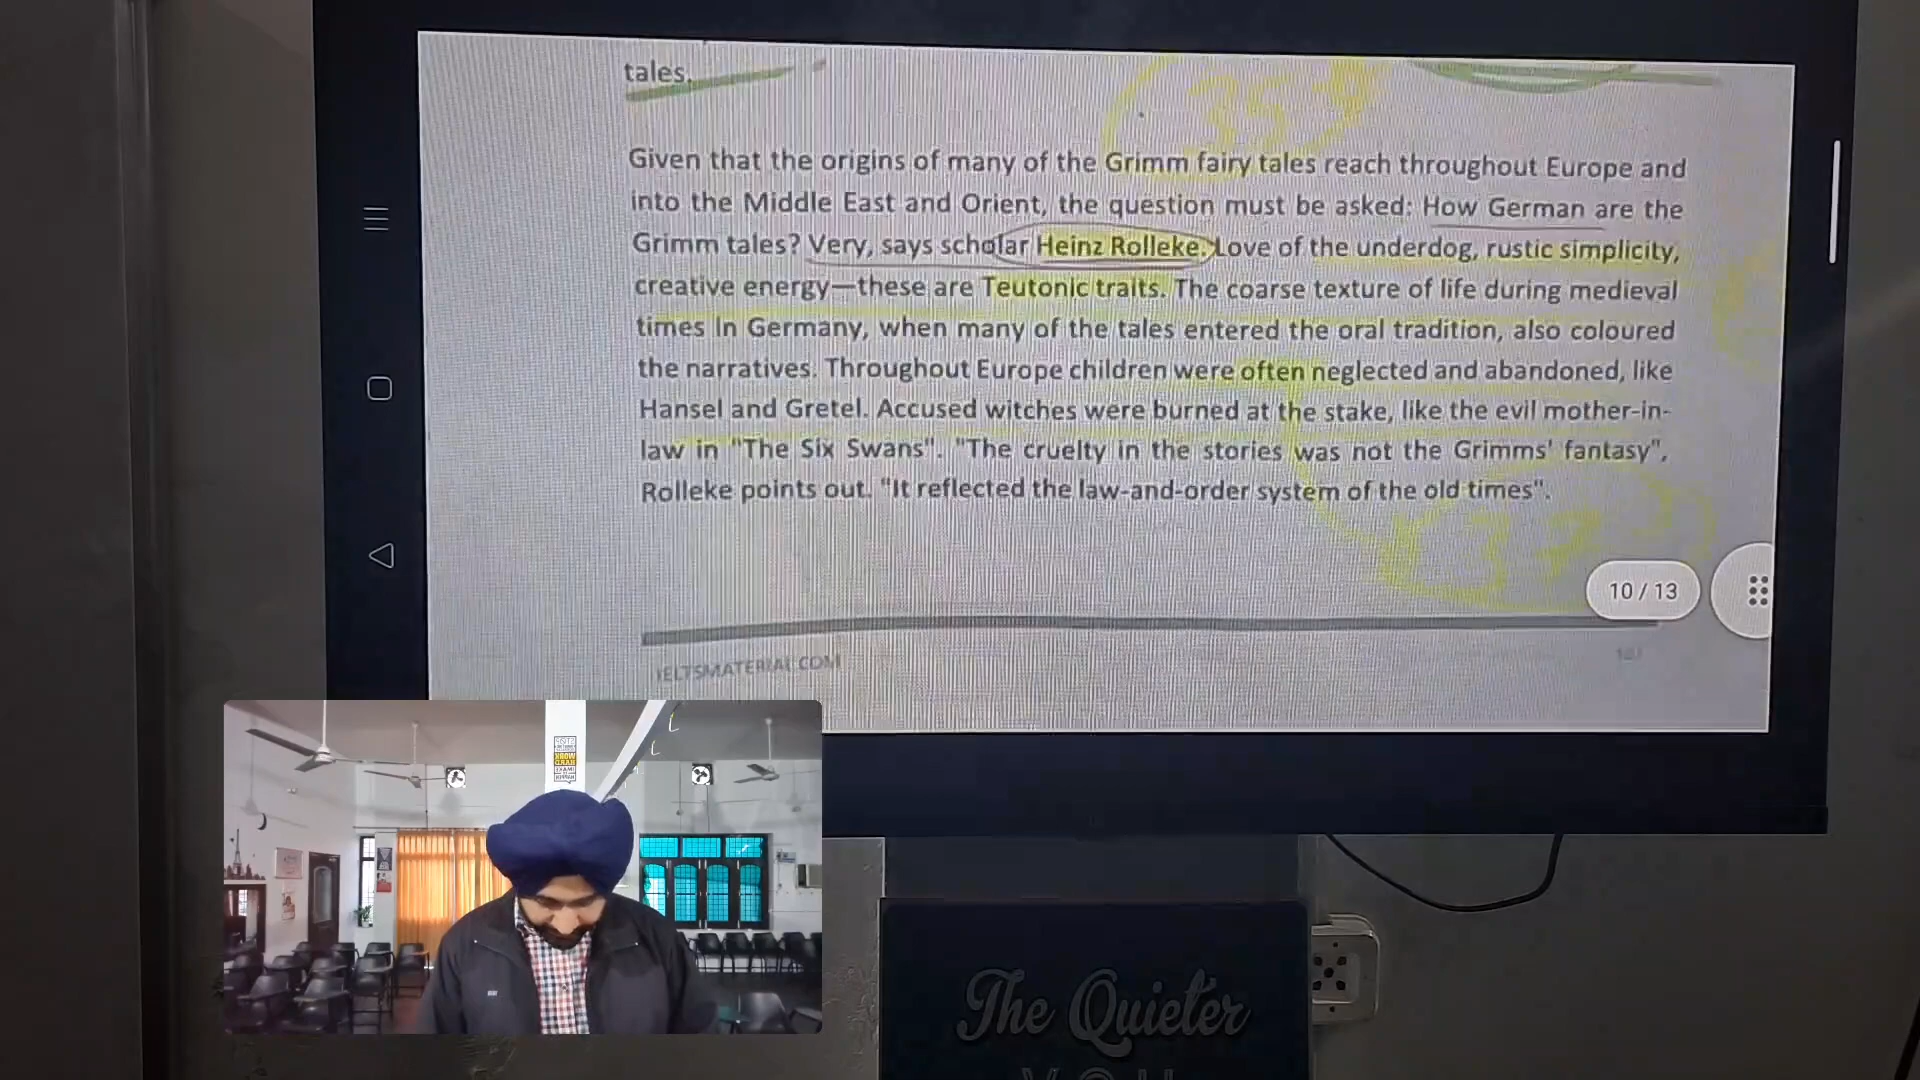 tales.
35
Given that the origins of many of the Grimm fairy tales reach throughout Europe and
into the Middle East and Orient, the question must be asked: How German are the
Grimm tales? Very, says scholar Heinz Rolleke. Love of the underdog, rustic simplicity,
creative energy—these are Teutonic traits. The coarse texture of life during medieval
times In Germany, when many of the tales entered the oral tradition, also coloured
the narratives. Throughout Europe children were often neglected and abandoned, like
Hansel and Gretel. Accused witches were burned at the stake, like the evil mother-in-
law in "The Six Swans". "The cruelty in the stories was not the Grimms' fantasy",
Rolleke points out. "It reflected the law-and-order system of the old times".
37
10 / 13
IELTSMATERIAL.COM
The Quieter
YOU